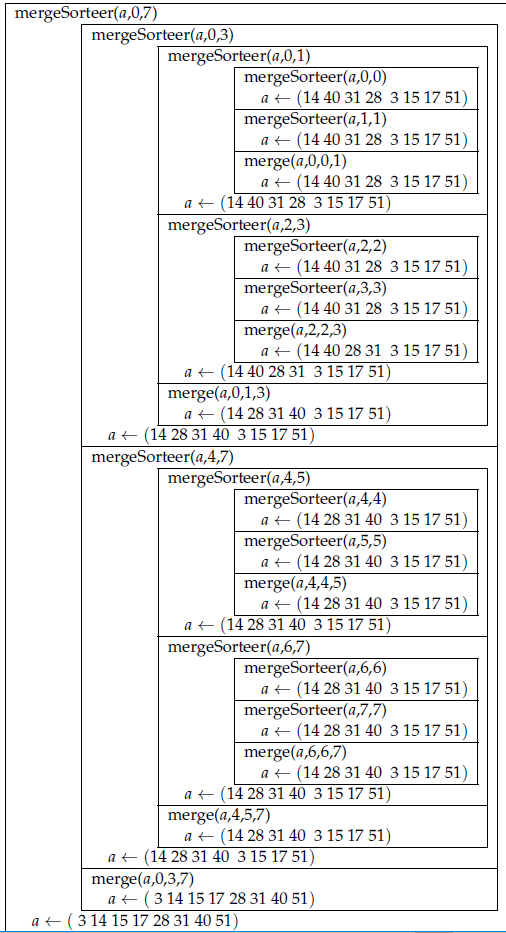 mergeSorteer(a,0,7)
mergeSorteer(a,0,3)
mergeSorteer(a,0,1)
mergeSorteer(a,0,0)
a ← (14 40 31 28 3 15 17 51)
mergeSorteer(a,1,1)
a ← (14 40 31 28 3 15 17 51)
merge(a,0,0,1)
a ← (14 40 31 28 3 15 17 51)
a ← (14 40 31 28 3 15 17 51)
mergeSorteer(a,2,3)
mergeSorteer(a,2,2)
a ← (14 40 31 28 3 15 17 51)
mergeSorteer(a,3,3)
a ← (14 40 31 28 3 15 17 51)
merge(a,2,2,3)
a ← (14 40 28 31 3 15 17 51)
a ← (14 40 28 31 3 15 17 51)
merge(a,0,1,3)
a ← (14 28 31 40 3 15 17 51)
a ← (14 28 31 40 3 15 17 51)
mergeSorteer(a,4,7)
mergeSorteer(a,4,5)
mergeSorteer(a,4,4)
a ← (14 28 31 40 3 15 17 51)
mergeSorteer(a,5,5)
a ← (14 28 31 40 3 15 17 51)
merge(a,4,4,5)
a ← (14 28 31 40 3 15 17 51)
a ← (14 28 31 40 3 15 17 51)
mergeSorteer(a,6,7)
mergeSorteer(a,6,6)
a ← (14 28 31 40 3 15 17 51)
mergeSorteer(a,7,7)
a ← (14 28 31 40 3 15 17 51)
merge(a,6,6,7)
a ← (14 28 31 40 3 15 17 51)
a ← (14 28 31 40 3 15 17 51)
merge(a,4,5,7)
a ← (14 28 31 40 3 15 17 51)
a ← (14 28 31 40 3 15 17 51)
merge(a,0,3,7)
a ← ( 3 14 15 17 28 31 40 51)
a ← ( 3 14 15 17 28 31 40 51)